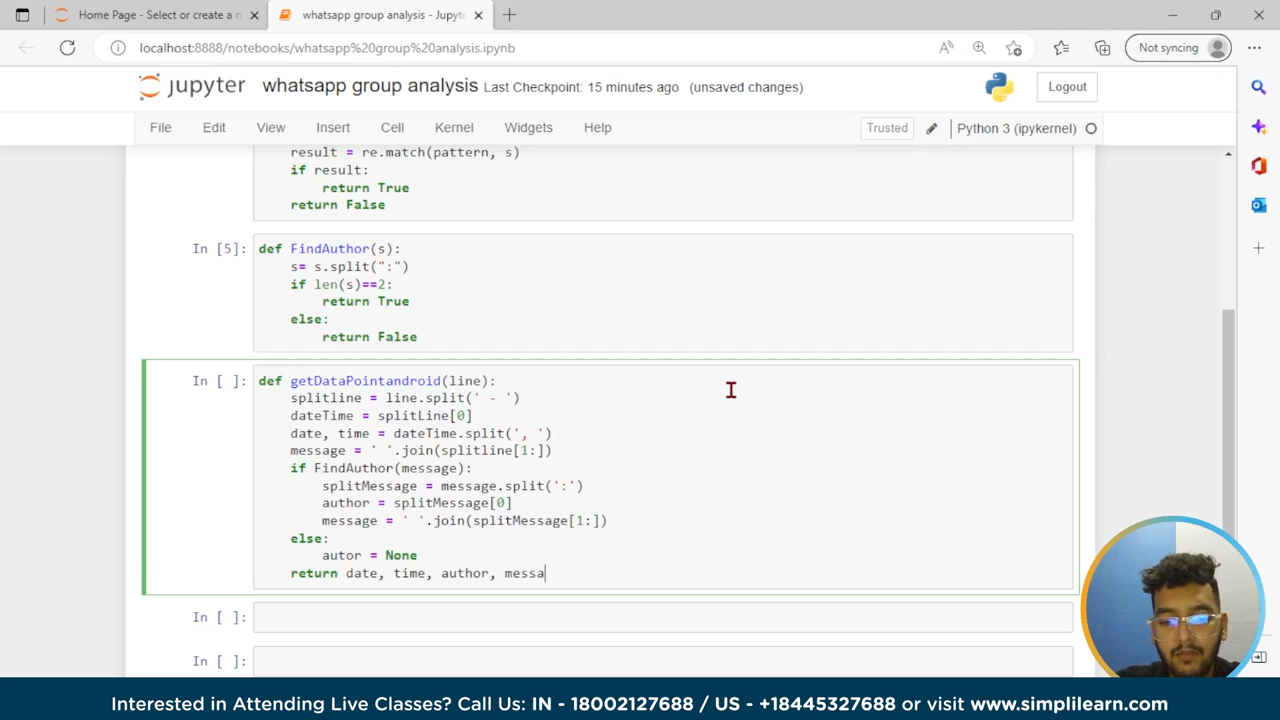 Home Page - Select or create a n
whatsapp group analysis - Jupyte
localhost:8888/notebooks/whatsapp%20group%20analysis.ipynb
Not syncing
jupyter whatsapp group analysis Last Checkpoint: 15 minutes ago (unsaved changes)
Logout
File Edit View Insert Cell Kernel Widgets Help
Trusted Python 3 (ipykernel)
result = re.match(pattern, s)
if result:
return True
return False
In [5]: def FindAuthor(s):
s= s.split(":")
if len(s)==2:
return True
else:
return False
In [ ]: def getDataPointandroid(line):
splitline = line.split(' - ')
dateTime = splitLine[0]
date, time = dateTime.split(', ')
message = ' '.join(splitline[1:])
if FindAuthor(message):
splitMessage = message.split(':')
author = splitMessage[0]
message = ' '.join(splitMessage[1:])
else:
autor = None
return date, time, author, messa
In [ ]:
In [ ]:
Interested in Attending Live Classes? Call Us: IN - 18002127688 / US - +18445327688 or visit www.simplilearn.com